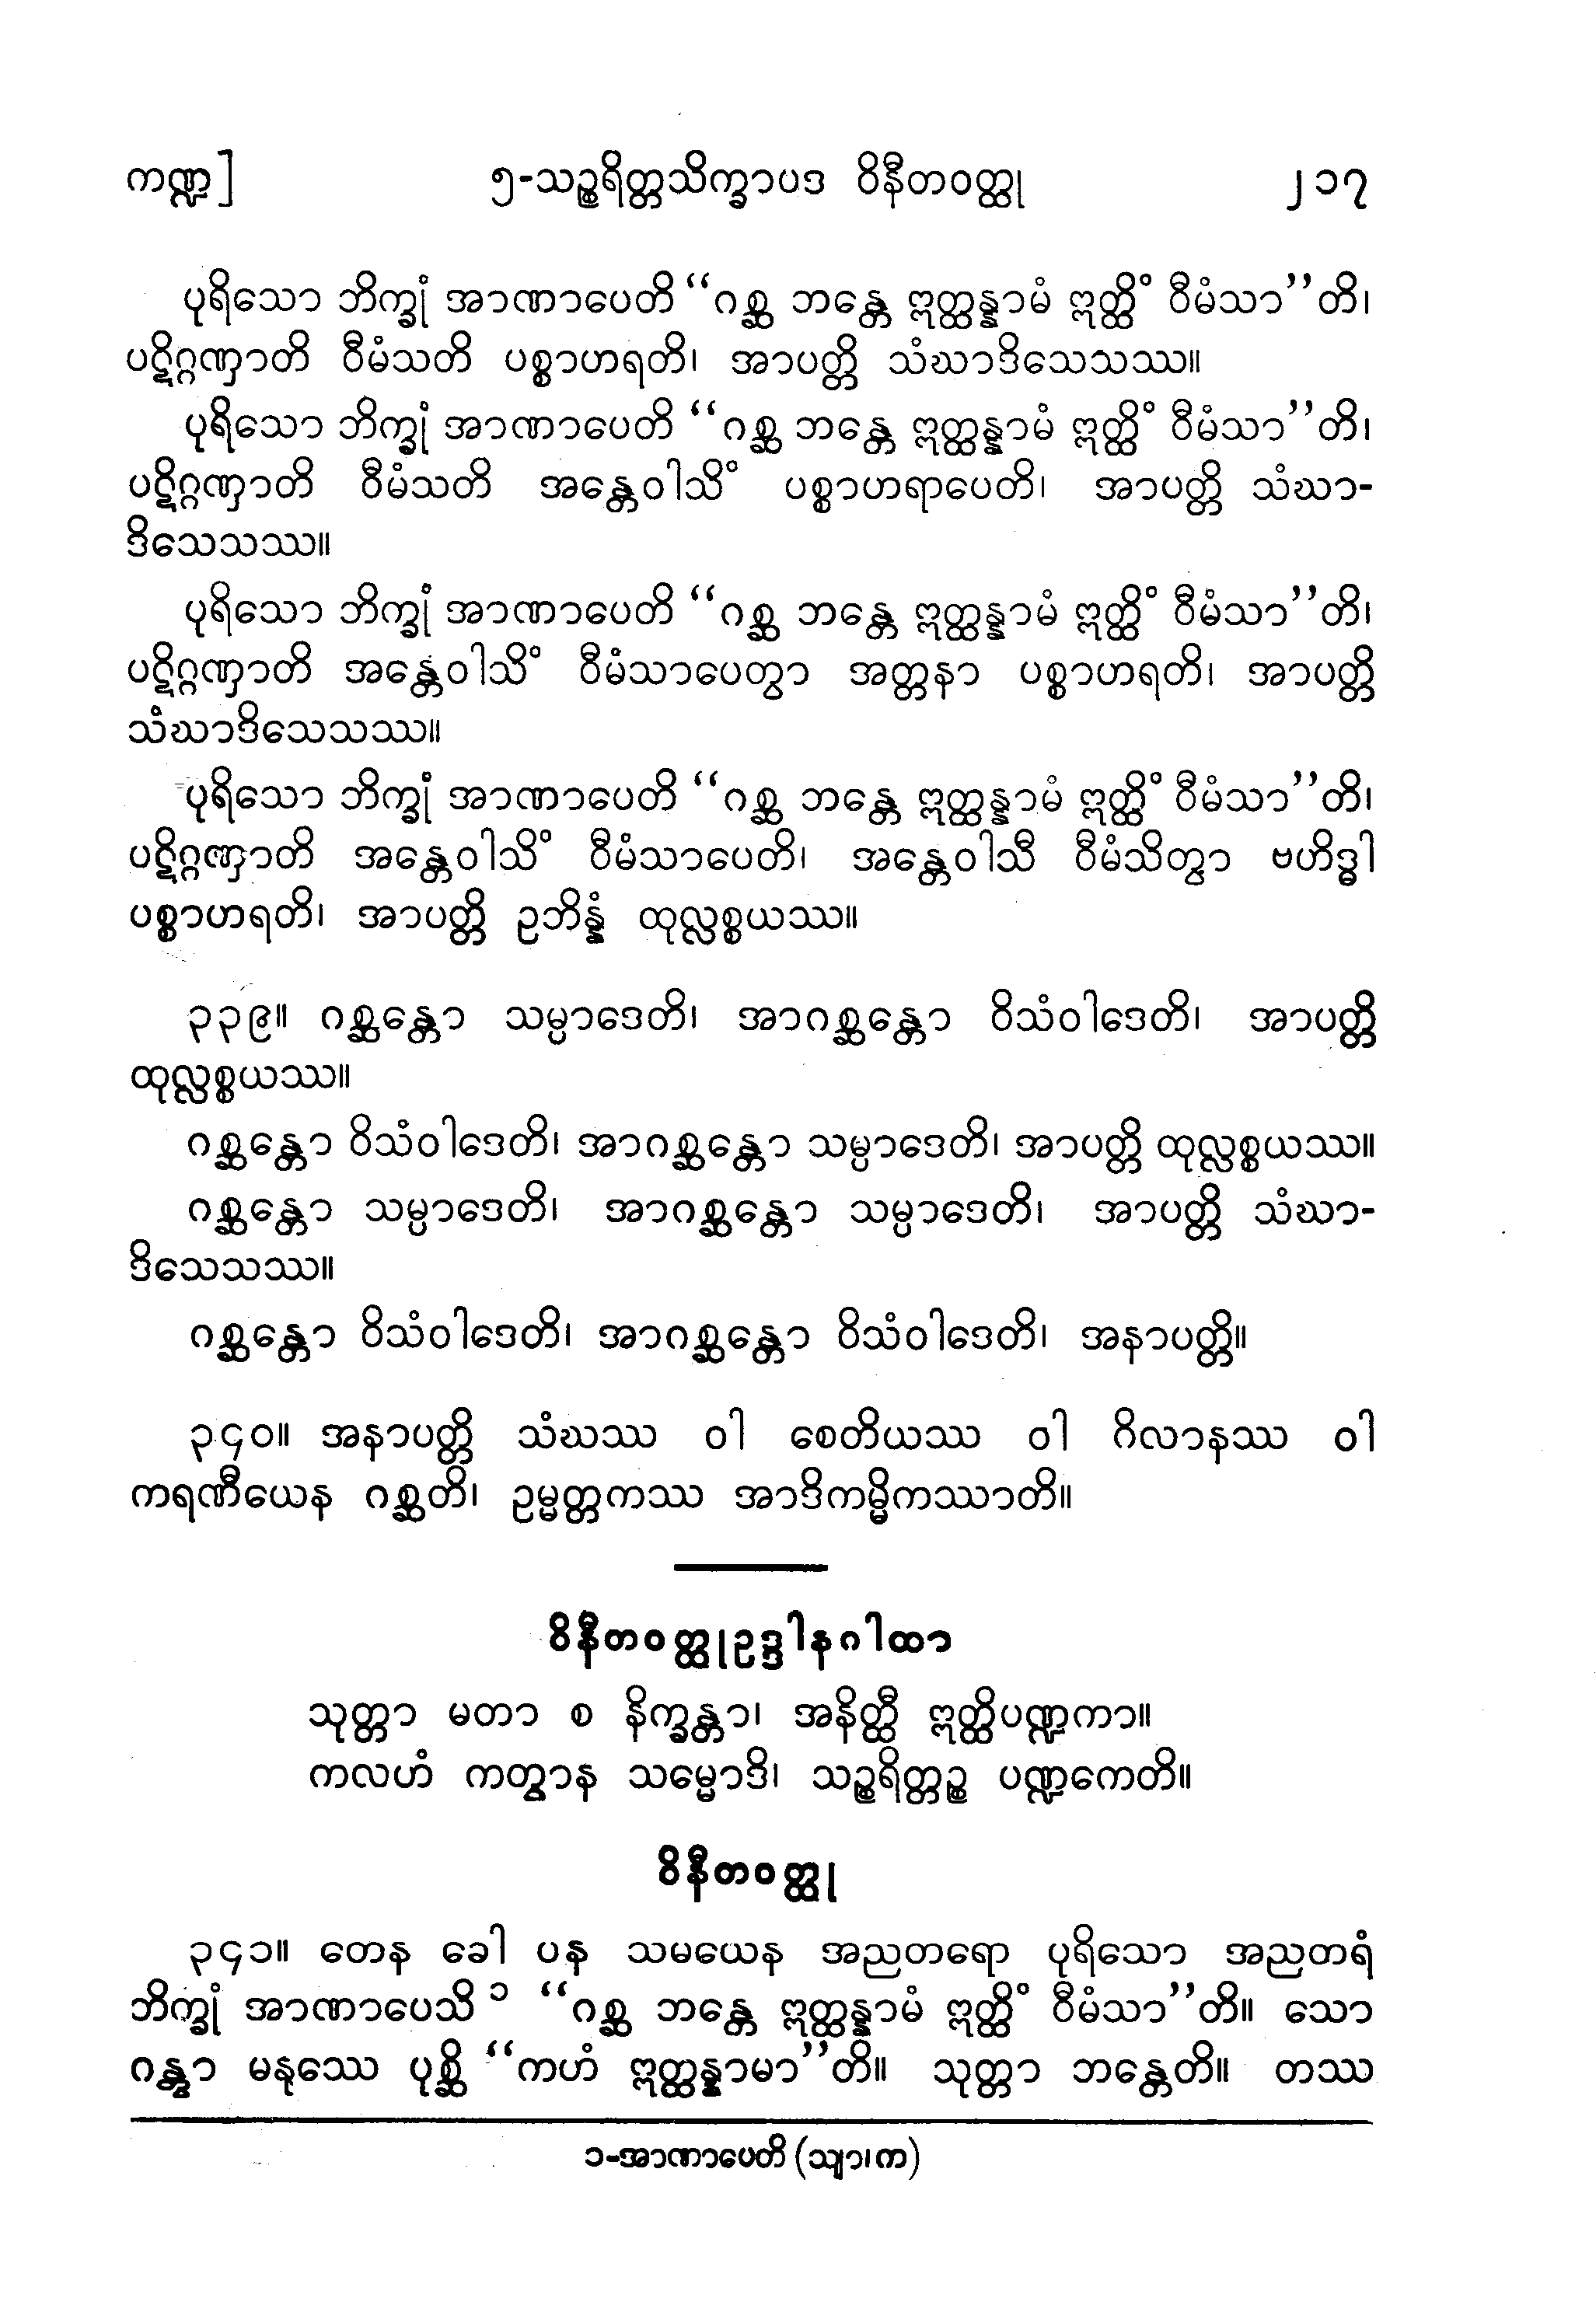 ကဏ္ဍ] ၅-သဉ္စရိတ္တသိက္ခာပဒ ဝိနီတဝတ္ထု ၂၁၇
ပုရိသော ဘိက္ခုံ အာဏာပေတိ “ဂစ္ဆ ဘန္တေ ဣတ္ထန္နာမံ ဣတ္ထိံ ဝီမံသာ”တိ၊
ပဋိဂ္ဂဏှာတိ ဝီမံသတိ ပစ္စာဟရတိ၊ အာပတ္တိ သံဃာဒိသေသဿ။
ပုရိသော ဘိက္ခုံ အာဏာပေတိ “ဂစ္ဆ ဘန္တေ ဣတ္ထန္နာမံ ဣတ္ထိံ ဝီမံသာ”တိ၊
ပဋိဂ္ဂဏှာတိ ဝီမံသတိ အန္တေဝါသိံ ပစ္စာဟရာပေတိ၊ အာပတ္တိ သံဃာ-
ဒိသေသဿ။
ပုရိသော ဘိက္ခုံ အာဏာပေတိ “ဂစ္ဆ ဘန္တေ ဣတ္ထန္နာမံ ဣတ္ထိံ ဝီမံသာ”တိ၊
ပဋိဂ္ဂဏှာတိ အန္တေဝါသိံ ဝီမံသာပေတွာ အတ္တနာ ပစ္စာဟရတိ၊ အာပတ္တိ
သံဃာဒိသေသဿ။
ပုရိသော ဘိက္ခုံ အာဏာပေတိ “ဂစ္ဆ ဘန္တေ ဣတ္ထန္နာမံ ဣတ္ထိံ ဝီမံသာ”တိ၊
ပဋိဂ္ဂဏှာတိ အန္တေဝါသိံ ဝီမံသာပေတိ၊ အန္တေဝါသီ ဝီမံသိတွာ ဗဟိဒ္ဓါ
ပစ္စာဟရတိ၊ အာပတ္တိ ဥဘိန္နံ ထုလ္လစ္စယဿ။
၃၃၉။ ဂစ္ဆန္တော သမ္ပာဒေတိ၊ အာဂစ္ဆန္တော ဝိသံဝါဒေတိ၊ အာပတ္တိ
ထုလ္လစ္စယဿ။
ဂစ္ဆန္တော ဝိသံဝါဒေတိ၊ အာဂစ္ဆန္တော သမ္ပာဒေတိ၊ အာပတ္တိ ထုလ္လစ္စယဿ။
ဂစ္ဆန္တော သမ္ပာဒေတိ၊ အာဂစ္ဆန္တော သမ္ပာဒေတိ၊ အာပတ္တိ သံဃာ-
ဒိသေသဿ။
ဂစ္ဆန္တော ဝိသံဝါဒေတိ၊ အာဂစ္ဆန္တော ဝိသံဝါဒေတိ၊ အနာပတ္တိ။
၃၄၀။ အနာပတ္တိ သံဃဿ ဝါ စေတိယဿ ဝါ ဂိလာနဿ ဝါ
ကရဏီယေန ဂစ္ဆတိ၊ ဥမ္မတ္တကဿ အာဒိကမ္မိကဿာတိ။
ဝိနီတဝတ္ထုဥဒ္ဒါနဂါထာ
သုတ္တာ မတာ စ နိက္ခန္တာ၊ အနိတ္ထီ ဣတ္ထိပဏ္ဍကာ။
ကလဟံ ကတွာန သမ္မောဒိ၊ သဉ္စရိတ္တဉ္စ ပဏ္ဍကေတိ။
ဝိနီတဝတ္ထု
၃၄၁။ တေန ခေါ ပန သမယေန အညတရော ပုရိသော အညတရံ
ဘိက္ခုံ အာဏာပေသိ ၁ “ဂစ္ဆ ဘန္တေ ဣတ္ထန္နာမံ ဣတ္ထိံ ဝီမံသာ”တိ။ သော
ဂန္တွာ မနုဿေ ပုစ္ဆိ “ကဟံ ဣတ္ထန္နာမာ”တိ။ သုတ္တာ ဘန္တေတိ။ တဿ
၁-အာဏာပေတိ (သျာ၊က)